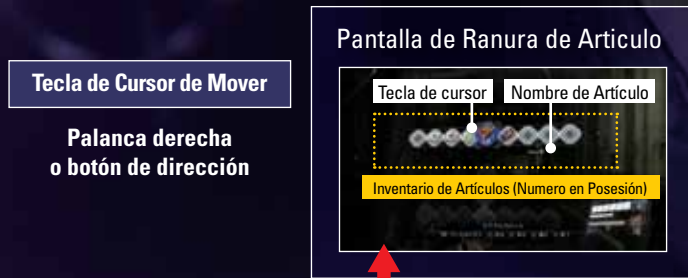 Pantalla de Ranura de Articulo
Tecla de Cursor de Mover
Palanca derecha
o botón de dirección
Tecla de cursor
Nombre de Artículo
Inventario de Artículos (Numero en Posesión)